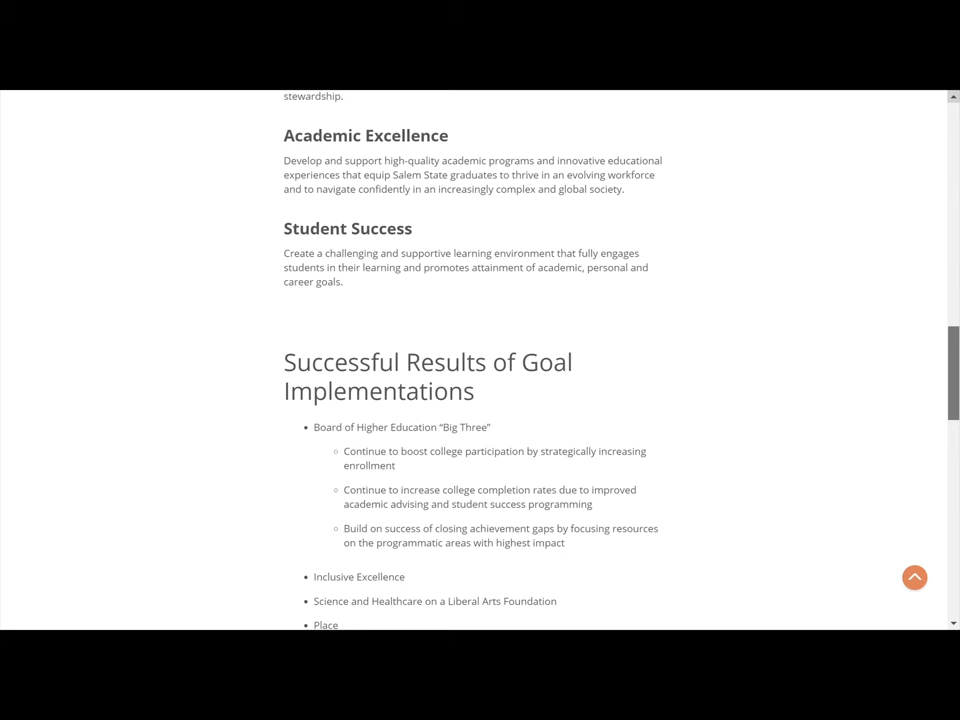 stewardship.
Academic Excellence
Develop and support high-quality academic programs and innovative educational
experiences that equip Salem State graduates to thrive in an evolving workforce
and to navigate confidently in an increasingly complex and global society.
Student Success
Create a challenging and supportive learning environment that fully engages
students in their learning and promotes attainment of academic, personal and
career goals.
Successful Results of Goal
Implementations
• Board of Higher Education “Big Three”
◦ Continue to boost college participation by strategically increasing
enrollment
◦ Continue to increase college completion rates due to improved
academic advising and student success programming
◦ Build on success of closing achievement gaps by focusing resources
on the programmatic areas with highest impact
• Inclusive Excellence
• Science and Healthcare on a Liberal Arts Foundation
• Place